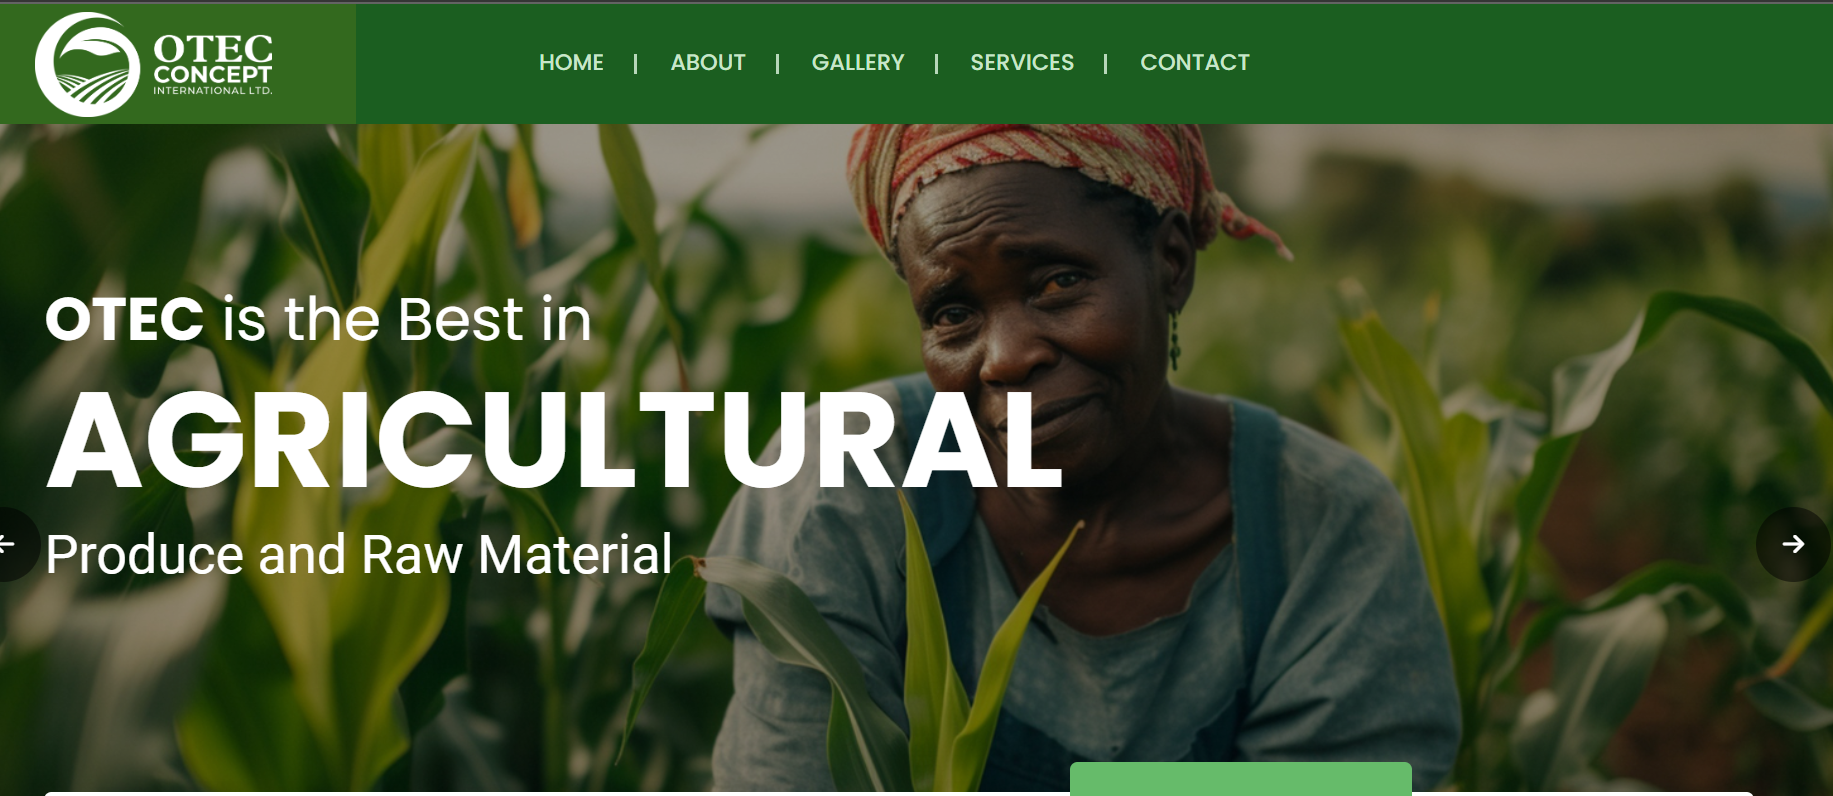 OTEC
CONCEPT
INTERNATIONAL LTD.
HOME | ABOUT | GALLERY | SERVICES | CONTACT
OTEC is the Best in
AGRICULTURAL
Produce and Raw Material